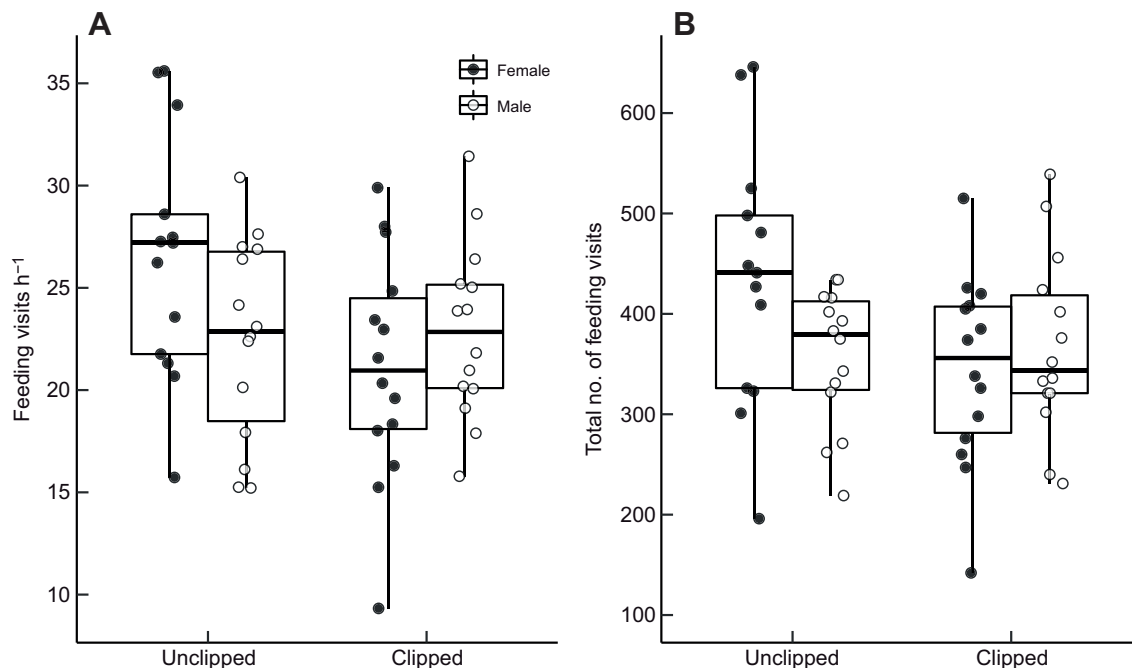 A
Feeding visits h⁻¹
35
30
25
20
15
10
Female
Male
Unclipped
Clipped
B
Total no. of feeding visits
600
500
400
300
200
100
Unclipped
Clipped